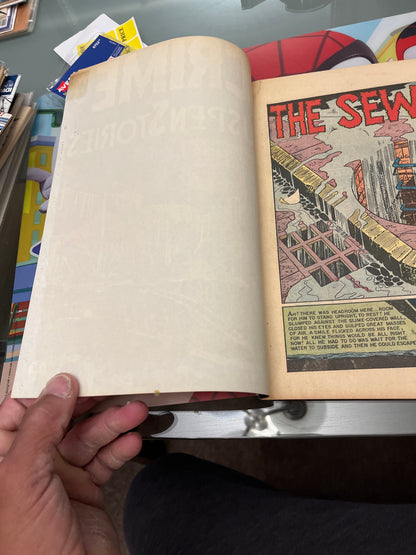 THE SEW
AH! THERE WAS HEADROOM HERE... ROOM
FOR HIM TO STAND UPRIGHT, TO REST! HE
SLUMPED AGAINST THE SLIME-COVERED WALL,
CLOSED HIS EYES AND GULPED GREAT MASSES
OF AIR. A SMILE FLICKED ACROSS HIS FACE,
FOR HE KNEW THINGS WOULD BE ALL RIGHT
NOW! ALL HE HAD TO DO WAS WAIT FOR THE
WATER TO SUBSIDE AND THEN HE COULD ESCAPE